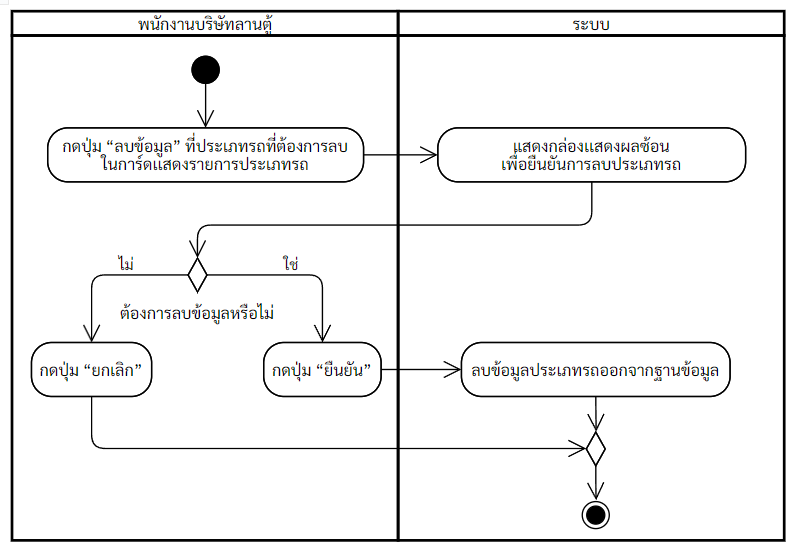 พนักงานบริษัทลานตู้
ระบบ
กดปุ่ม “ลบข้อมูล” ที่ประเภทรถที่ต้องการลบ
ในการ์ดแสดงรายการประเภทรถ
แสดงกล่องแสดงผลซ้อน
เพื่อยืนยันการลบประเภทรถ
ไม่
ใช่
ต้องการลบข้อมูลหรือไม่
กดปุ่ม “ยกเลิก”
กดปุ่ม “ยืนยัน”
ลบข้อมูลประเภทรถออกจากฐานข้อมูล